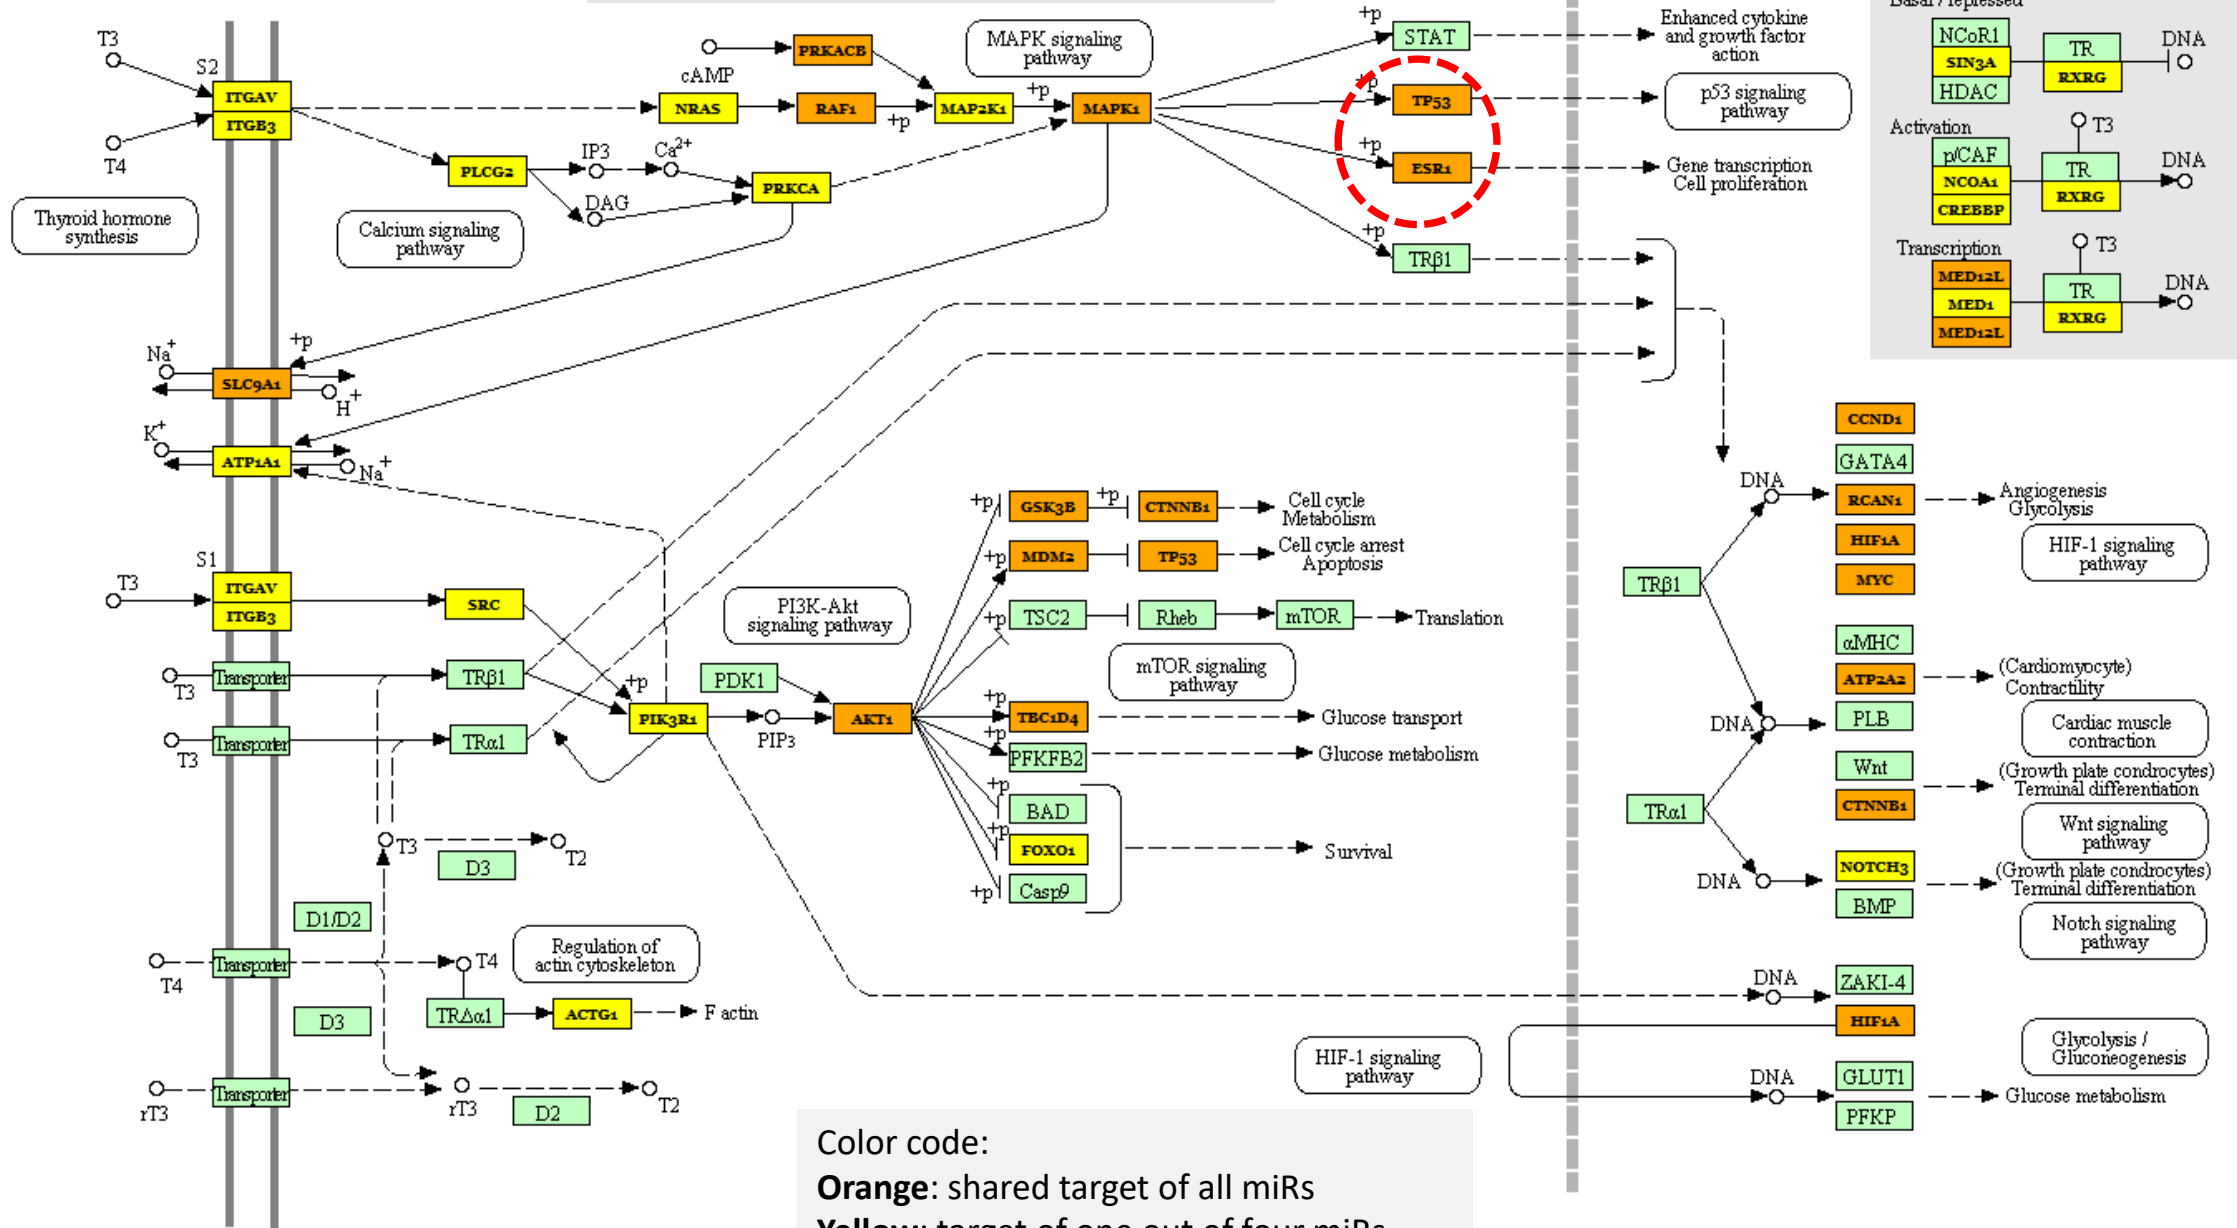 Basal / repressed
T3
S2
ITGAV
ITGB3
T4
Thyroid hormone
synthesis
PRKACB
cAMP
MAPK signaling
pathway
NRAS
RAF1
+p
MAP2K1
+p
MAPK1
PLCG2
IP3
Ca2+
DAG
PRKCA
Calcium signaling
pathway
+p
STAT
Enhanced cytokine
and growth factor
action
+p
TP53
p53 signaling
pathway
+p
ESR1
Gene transcription
Cell proliferation
+p
TRβ1
NCoR1
SIN3A
HDAC
TR
RXRG
DNA
Activation
p/CAF
NCOA1
CREBBP
T3
TR
RXRG
DNA
Transcription
MED12L
MED1
MED12L
T3
TR
RXRG
DNA
Na+
+p
SLC9A1
H+
K+
ATP1A1
Na+
S1
T3
ITGAV
ITGB3
SRC
Transporter
T3
TRβ1
Transporter
T3
TRα1
+p
PIK3R1
PIP3
PI3K-Akt
signaling pathway
PDK1
AKT1
+p
GSK3B
+p
CTNNB1
Cell cycle
Metabolism
+p
MDM2
TP53
Cell cycle arrest
Apoptosis
+p
TSC2
Rheb
mTOR
Translation
mTOR signaling
pathway
+p
TBC1D4
Glucose transport
+p
PFKFB2
Glucose metabolism
+p
BAD
+p
FOXO1
Survival
+p
Casp9
T3
D3
T2
D1/D2
Regulation of
actin cytoskeleton
Transporter
T4
T4
TRΔα1
ACTG1
F actin
D3
Transporter
rT3
rT3
D2
T2
CCND1
GATA4
DNA
RCAN1
Angiogenesis
Glycolysis
HIF1A
HIF-1 signaling
pathway
MYC
TRβ1
αMHC
ATP2A2
(Cardiomyocyte)
Contractility
DNA
PLB
Cardiac muscle
contraction
Wnt
(Growth plate condrocytes)
Terminal differentiation
CTNNB1
TRα1
Wnt signaling
pathway
NOTCH3
(Growth plate condrocytes)
Terminal differentiation
DNA
BMP
Notch signaling
pathway
DNA
ZAKI-4
HIF1A
HIF-1 signaling
pathway
Glycolysis /
Gluconeogenesis
DNA
GLUT1
Glucose metabolism
PFKP
Color code:
Orange: shared target of all miRs
Yellow: target of one out of four miRs